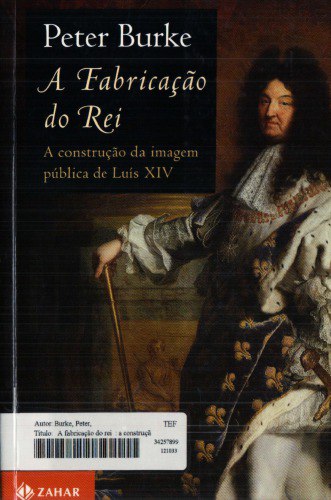 Peter Burke
A Fabricação
do Rei
A construção da imagem
pública de Luís XIV
Autor: Burke, Peter,
TEF
Título: A fabricação do rei : a construçã
34257899
121033
ZAHAR